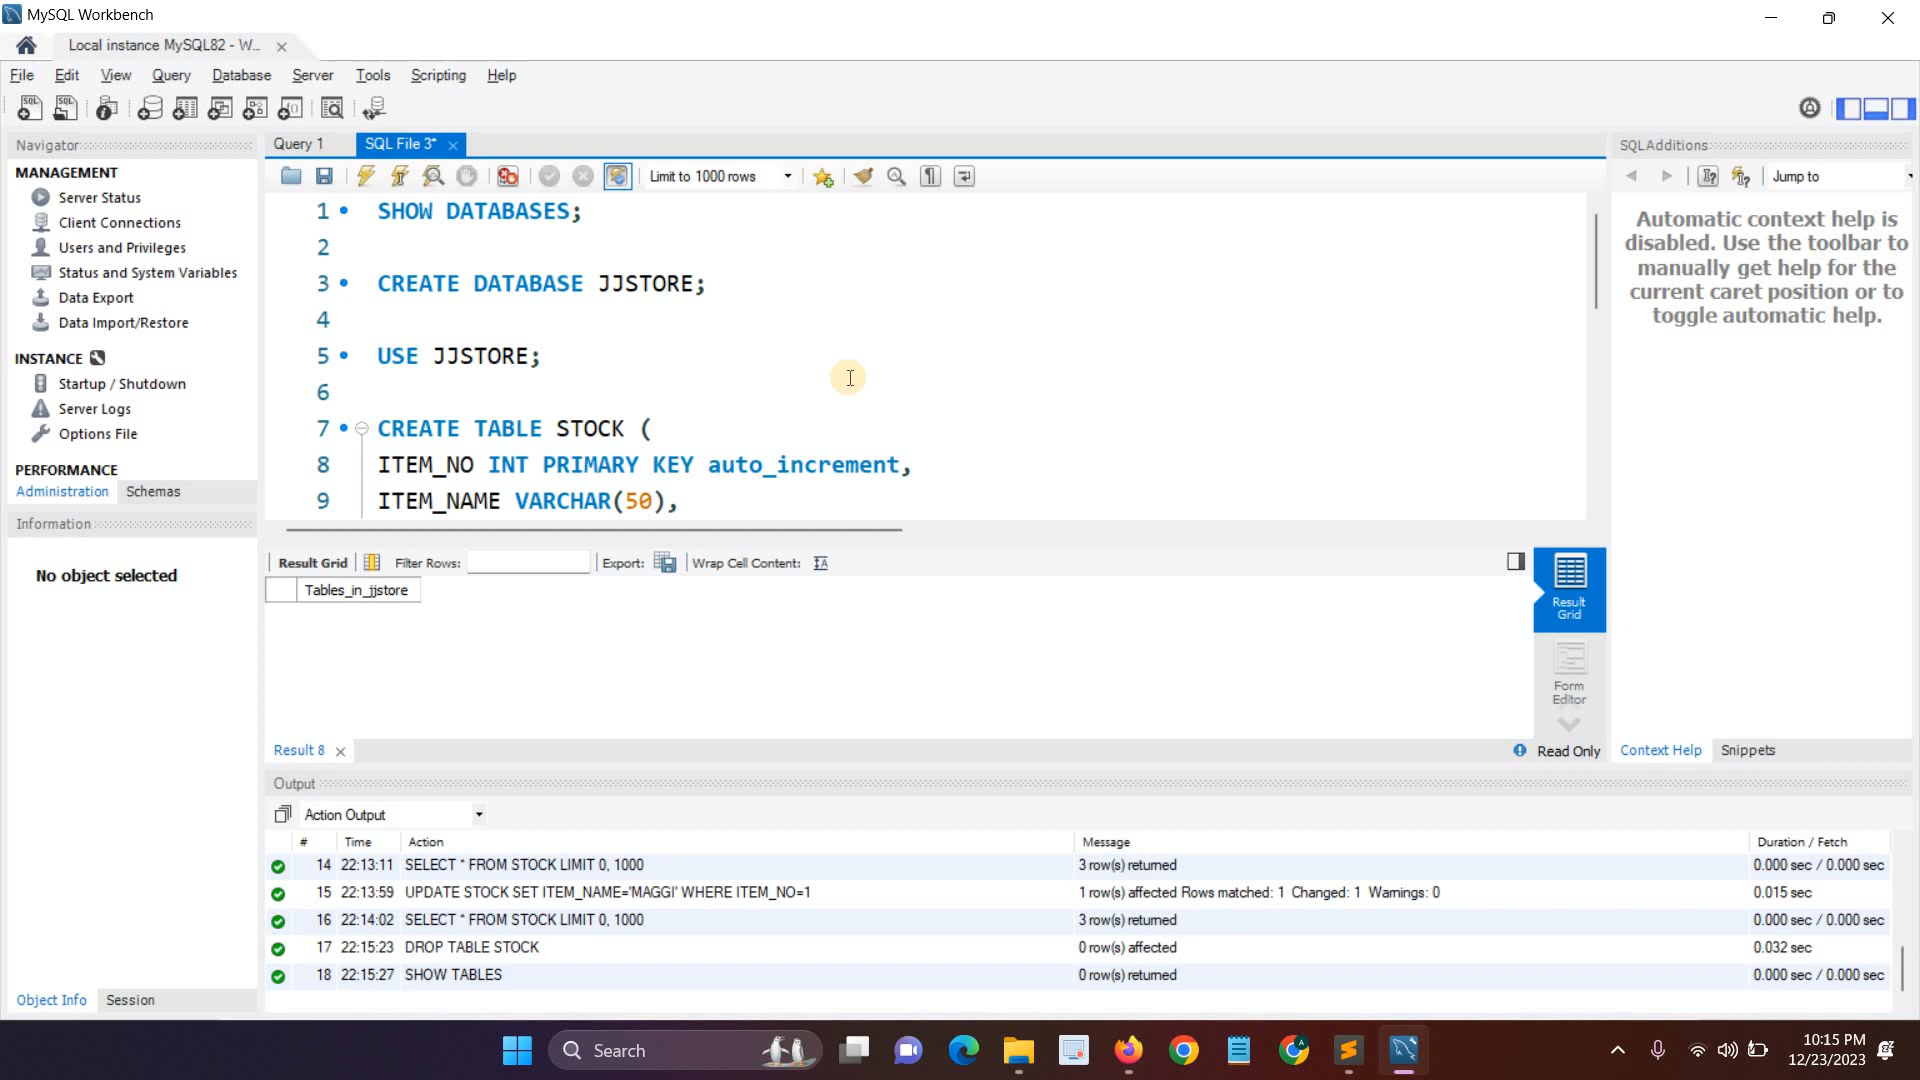 MySQL Workbench
Local instance MySQL82 - W...
File Edit View Query Database Server Tools Scripting Help
Navigator
MANAGEMENT
Server Status
Client Connections
Users and Privileges
Status and System Variables
Data Export
Data Import/Restore
INSTANCE
Startup / Shutdown
Server Logs
Options File
PERFORMANCE
Administration Schemas
Information
No object selected
Object Info Session
Query 1 SQL File 3*
Limit to 1000 rows
1 SHOW DATABASES;
2
3 CREATE DATABASE JJSTORE;
4
5 USE JJSTORE;
6
7 CREATE TABLE STOCK (
8 ITEM_NO INT PRIMARY KEY auto_increment,
9 ITEM_NAME VARCHAR(50),
Result Grid Filter Rows: Export: Wrap Cell Content:
Tables_in_jjstore
Result
Grid
Form
Editor
Result 8 Read Only
SQLAdditions
Jump to
Automatic context help is
disabled. Use the toolbar to
manually get help for the
current caret position or to
toggle automatic help.
Context Help Snippets
Output
Action Output
# Time Action Message Duration / Fetch
14 22:13:11 SELECT * FROM STOCK LIMIT 0, 1000 3 row(s) returned 0.000 sec / 0.000 sec
15 22:13:59 UPDATE STOCK SET ITEM_NAME='MAGGI' WHERE ITEM_NO=1 1 row(s) affected Rows matched: 1 Changed: 1 Warnings: 0 0.015 sec
16 22:14:02 SELECT * FROM STOCK LIMIT 0, 1000 3 row(s) returned 0.000 sec / 0.000 sec
17 22:15:23 DROP TABLE STOCK 0 row(s) affected 0.032 sec
18 22:15:27 SHOW TABLES 0 row(s) returned 0.000 sec / 0.000 sec
Search
10:15 PM
12/23/2023